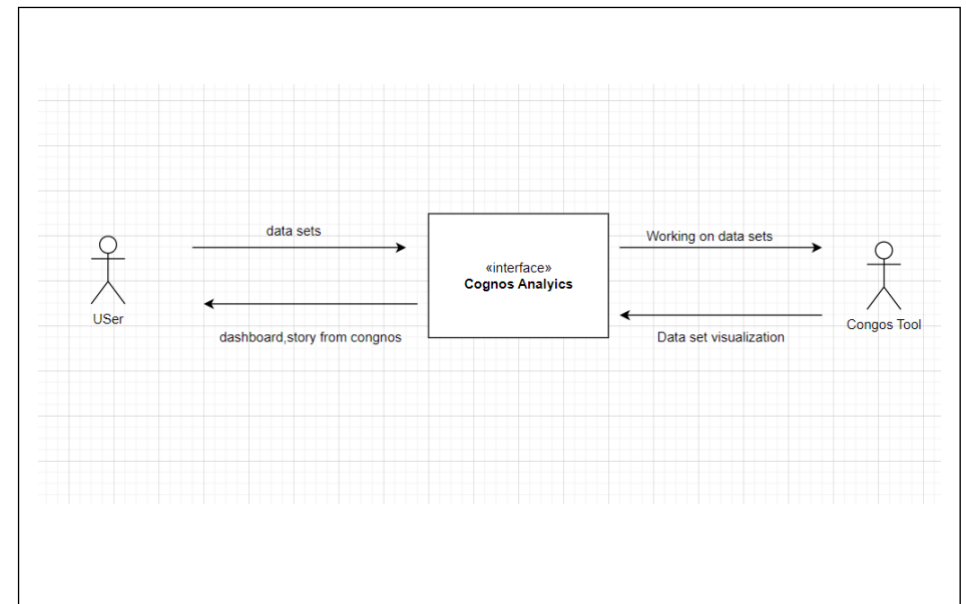 data sets
Working on data sets
«interface»
Cognos Analyics
USer
Congos Tool
dashboard,story from congnos
Data set visualization